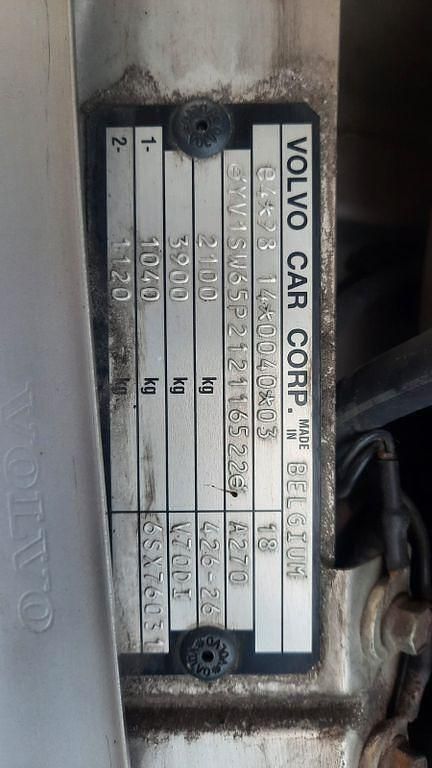 VOLVO CAR CORP. MADE IN BELGIUM
e4*98 14*0040*03 18
YV1SW65P212116522 A270
2100 kg 426-26
3900 kg V70DI
1- 1040 kg 6SX76031
2- 1120 kg
VOLVO